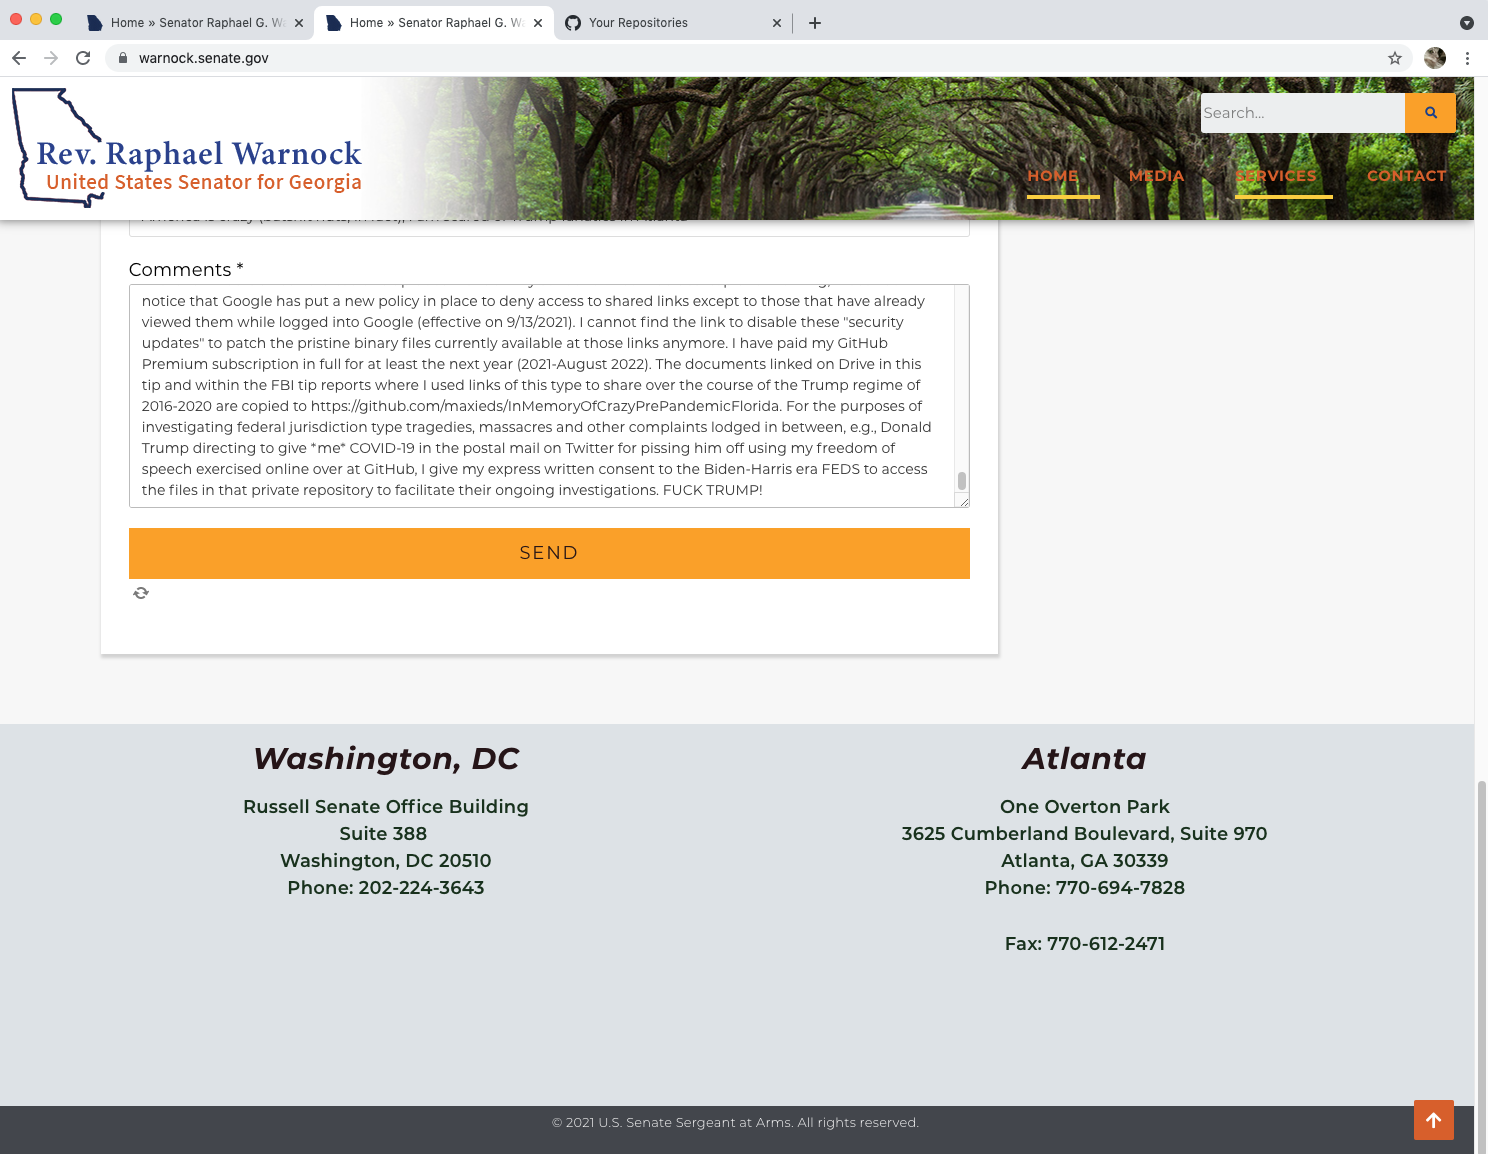 Home » Senator Raphael G. W
Home » Senator Raphael G. W
Your Repositories
warnock.senate.gov
Rev. Raphael Warnock
United States Senator for Georgia
Search...
HOME
MEDIA
SERVICES
CONTACT
Comments *
notice that Google has put a new policy in place to deny access to shared links except to those that have already
viewed them while logged into Google (effective on 9/13/2021). I cannot find the link to disable these "security
updates" to patch the pristine binary files currently available at those links anymore. I have paid my GitHub
Premium subscription in full for at least the next year (2021-August 2022). The documents linked on Drive in this
tip and within the FBI tip reports where I used links of this type to share over the course of the Trump regime of
2016-2020 are copied to https://github.com/maxieds/InMemoryOfCrazyPrePandemicFlorida. For the purposes of
investigating federal jurisdiction type tragedies, massacres and other complaints lodged in between, e.g., Donald
Trump directing to give *me* COVID-19 in the postal mail on Twitter for pissing him off using my freedom of
speech exercised online over at GitHub, I give my express written consent to the Biden-Harris era FEDS to access
the files in that private repository to facilitate their ongoing investigations. FUCK TRUMP!
SEND
Washington, DC
Russell Senate Office Building
Suite 388
Washington, DC 20510
Phone: 202-224-3643
Atlanta
One Overton Park
3625 Cumberland Boulevard, Suite 970
Atlanta, GA 30339
Phone: 770-694-7828
Fax: 770-612-2471
© 2021 U.S. Senate Sergeant at Arms. All rights reserved.